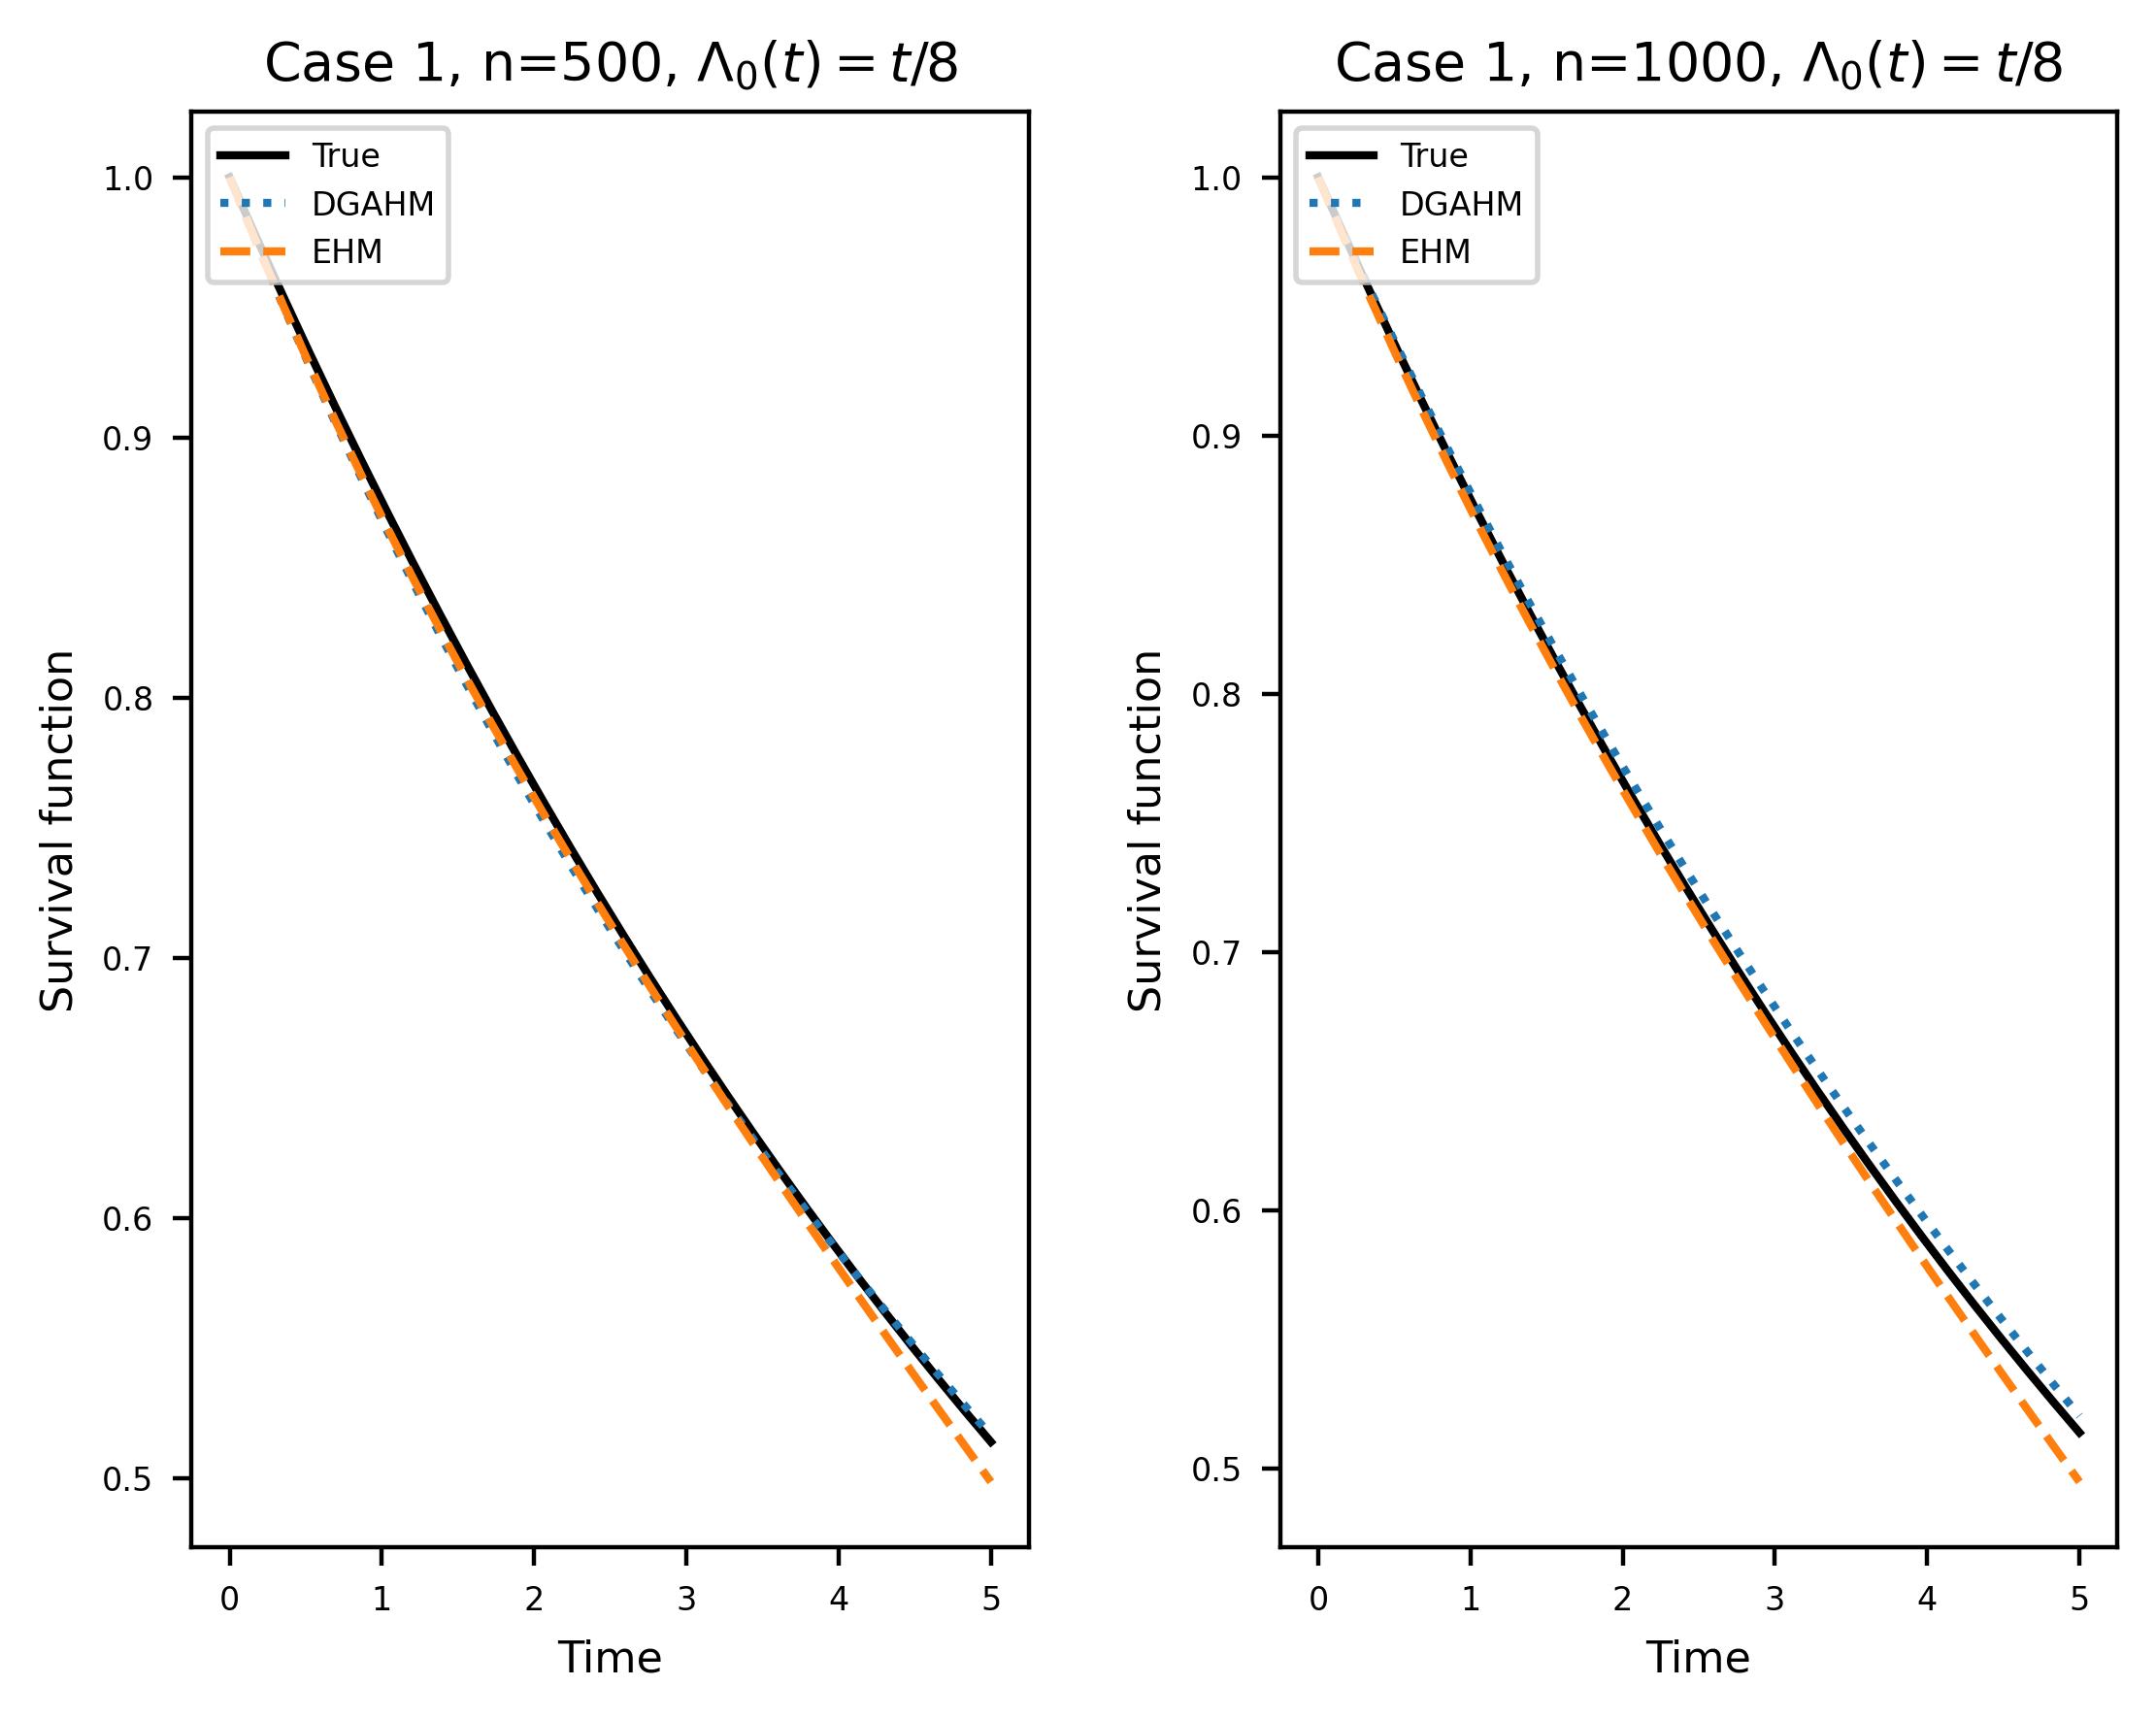 Case 1, n=500, Λ₀(t) = t/8
True
DGAHM
EHM
1.0
0.9
0.8
0.7
0.6
0.5
Survival function
0 1 2 3 4 5
Time
Case 1, n=1000, Λ₀(t) = t/8
True
DGAHM
EHM
1.0
0.9
0.8
0.7
0.6
0.5
Survival function
0 1 2 3 4 5
Time